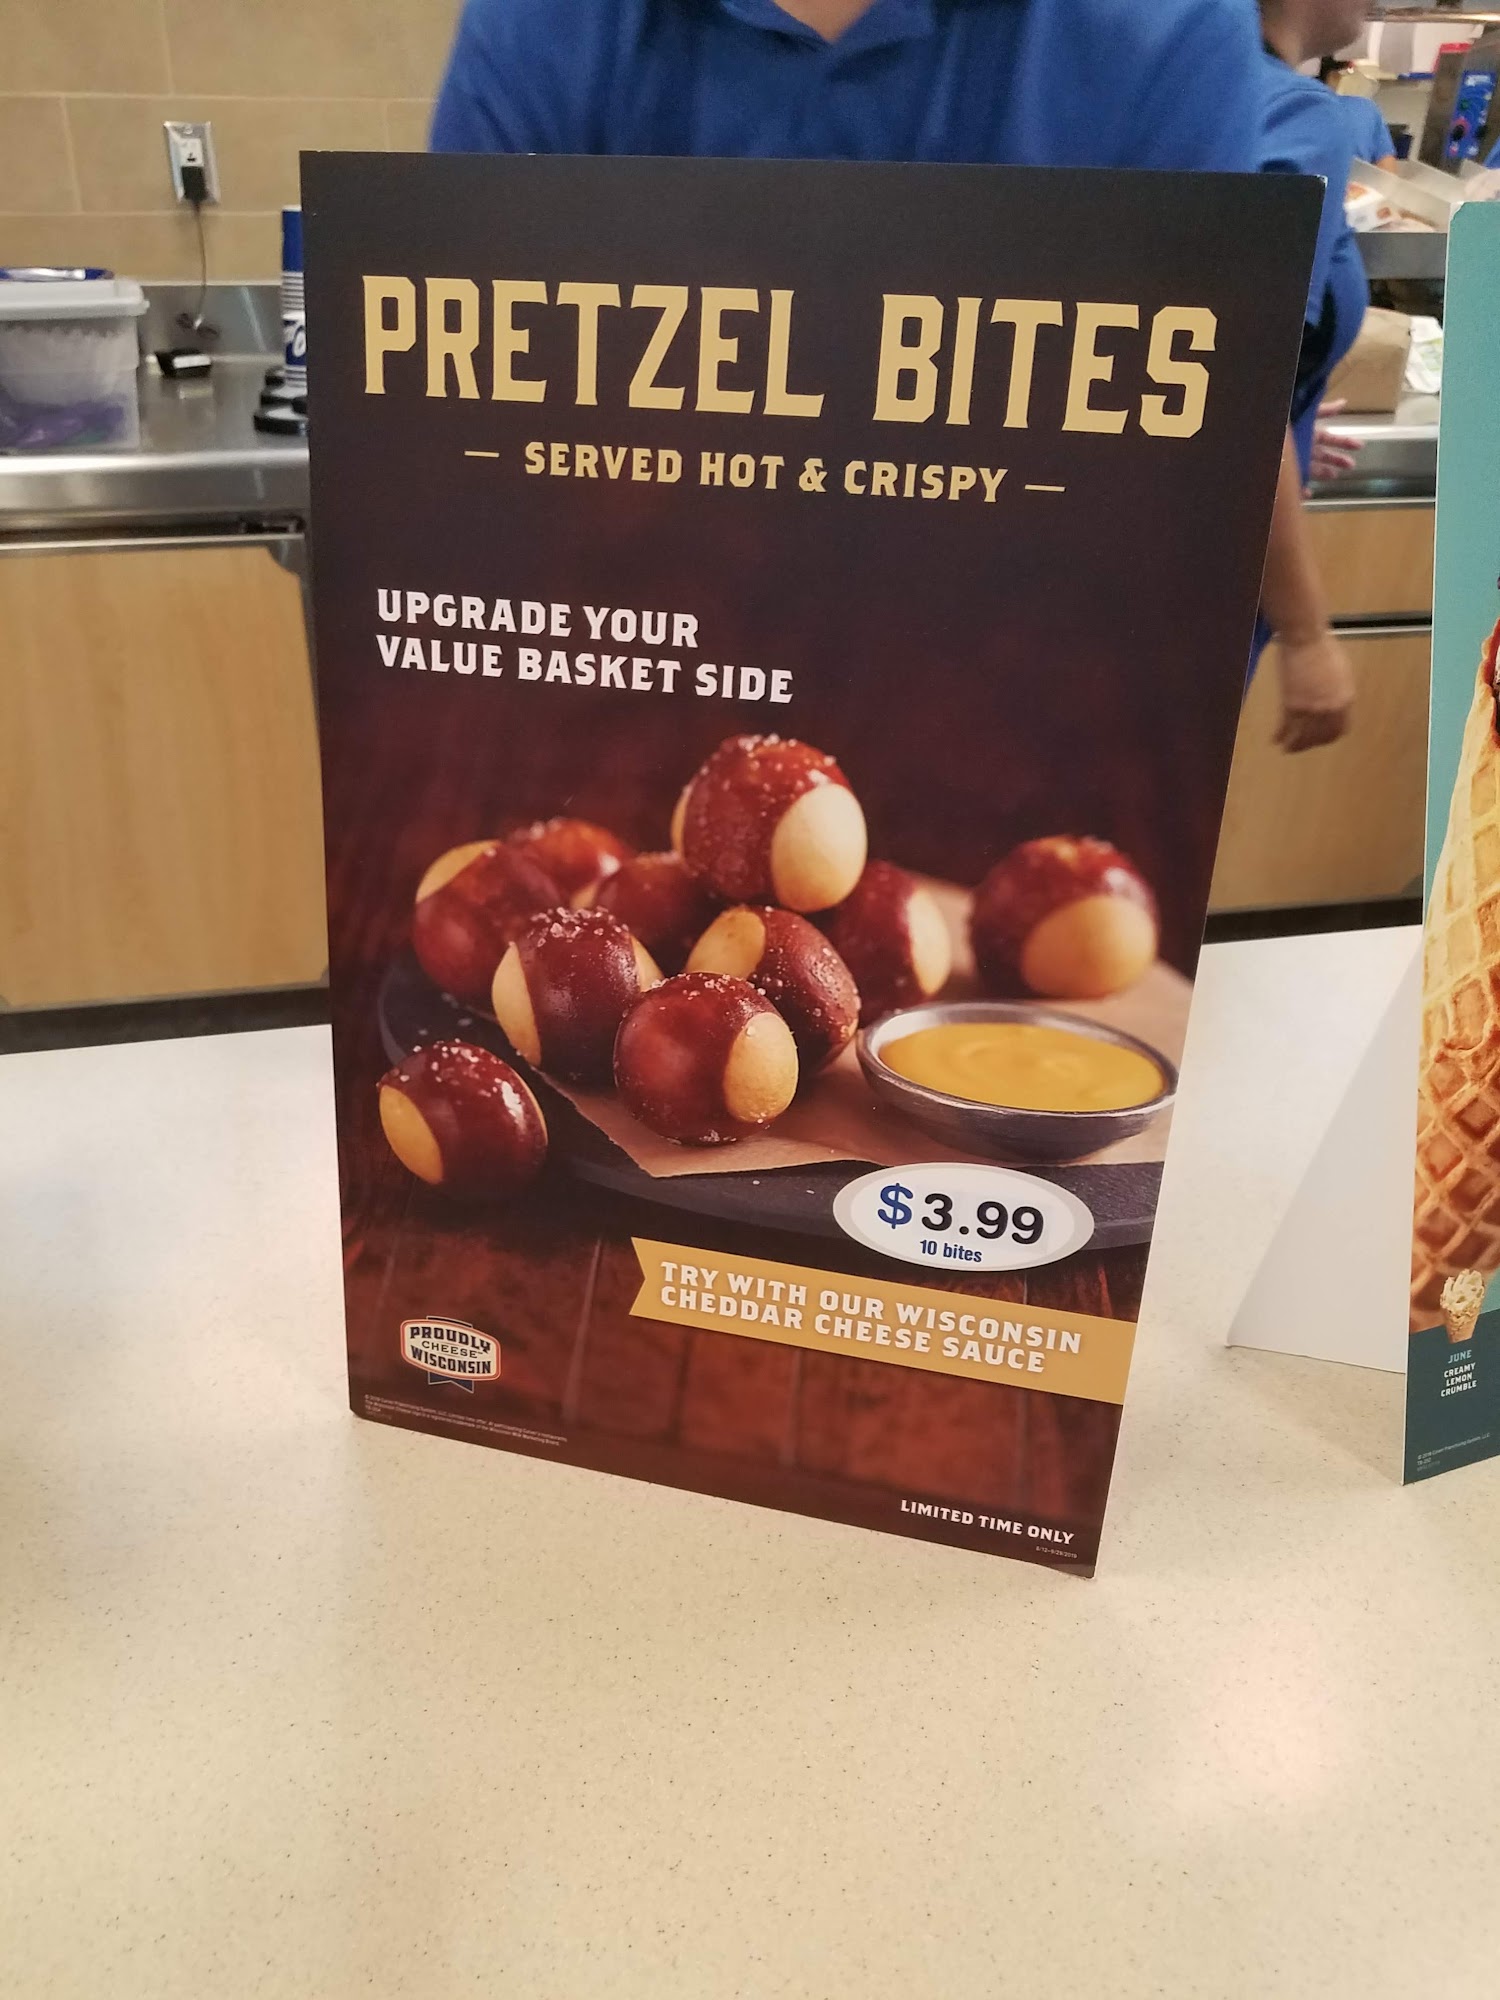 PRETZEL BITES
— SERVED HOT & CRISPY —
UPGRADE YOUR
VALUE BASKET SIDE
$3.99
10 bites
TRY WITH OUR WISCONSIN
CHEDDAR CHEESE SAUCE
PROUDLY
CHEESE
WISCONSIN
LIMITED TIME ONLY
JUNE
CREAMY
LEMON
CRUMBLE